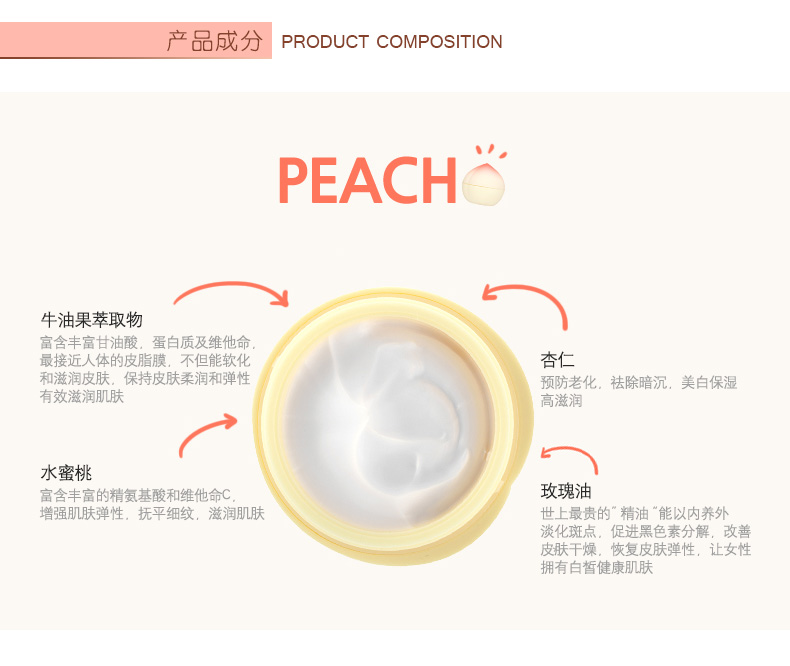 产品成分 PRODUCT COMPOSITION
PEACH
牛油果萃取物
富含丰富甘油酸,蛋白质及维他命,
最接近人体的皮脂膜,不但能软化
和滋润皮肤,保持皮肤柔润和弹性
有效滋润肌肤
水蜜桃
富含丰富的精氨基酸和维他命C,
增强肌肤弹性,抚平细纹,滋润肌肤
杏仁
预防老化,祛除暗沉,美白保湿
高滋润
玫瑰油
世上最贵的“精油”能以内养外
淡化斑点,促进黑色素分解,改善
皮肤干燥,恢复皮肤弹性,让女性
拥有白皙健康肌肤